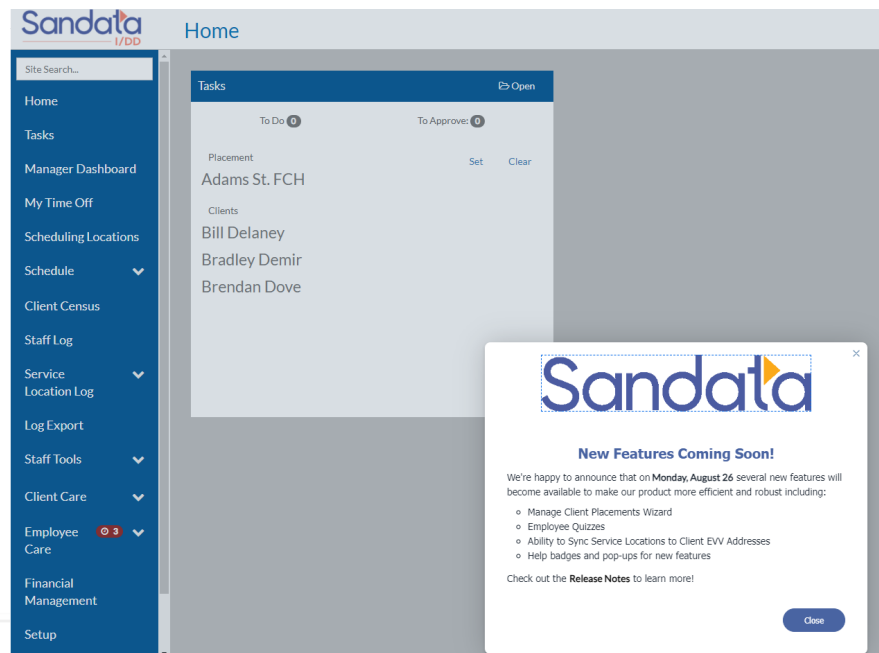 Sandata
I/DD
Home
Site Search...
Home
Tasks
Manager Dashboard
My Time Off
Scheduling Locations
Schedule
Client Census
Staff Log
Service
Location Log
Log Export
Staff Tools
Client Care
Employee 3
Care
Financial
Management
Setup
Tasks Open
To Do 0 To Approve: 0
Placement
Set Clear
Adams St. FCH
Clients
Bill Delaney
Bradley Demir
Brendan Dove
×
Sandata
New Features Coming Soon!
We're happy to announce that on Monday, August 26 several new features will
become available to make our product more efficient and robust including:
Manage Client Placements Wizard
Employee Quizzes
Ability to Sync Service Locations to Client EVV Addresses
Help badges and pop-ups for new features
Check out the Release Notes to learn more!
Close